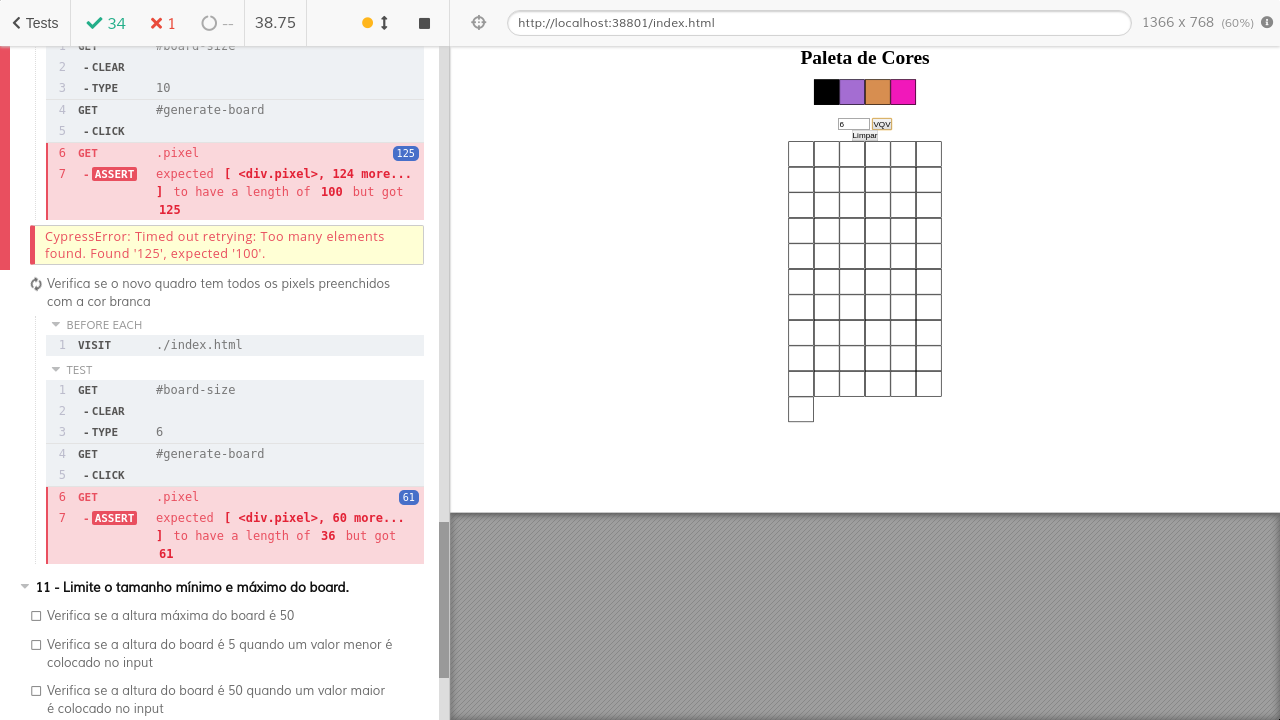 Tests
34
1
--
38.75
http://localhost:38801/index.html
1366 x 768 (60%)
1 GET #board-size
2 - CLEAR
3 - TYPE 10
4 GET #generate-board
5 - CLICK
6 GET .pixel 125
7 - ASSERT expected [ <div.pixel>, 124 more...
] to have a length of 100 but got
125
CypressError: Timed out retrying: Too many elements
found. Found '125', expected '100'.
Verifica se o novo quadro tem todos os pixels preenchidos
com a cor branca
BEFORE EACH
1 VISIT ./index.html
TEST
1 GET #board-size
2 - CLEAR
3 - TYPE 6
4 GET #generate-board
5 - CLICK
6 GET .pixel 61
7 - ASSERT expected [ <div.pixel>, 60 more...
] to have a length of 36 but got
61
11 - Limite o tamanho mínimo e máximo do board.
Verifica se a altura máxima do board é 50
Verifica se a altura do board é 5 quando um valor menor é
colocado no input
Verifica se a altura do board é 50 quando um valor maior
é colocado no input
Paleta de Cores
6 VQV
Limpar